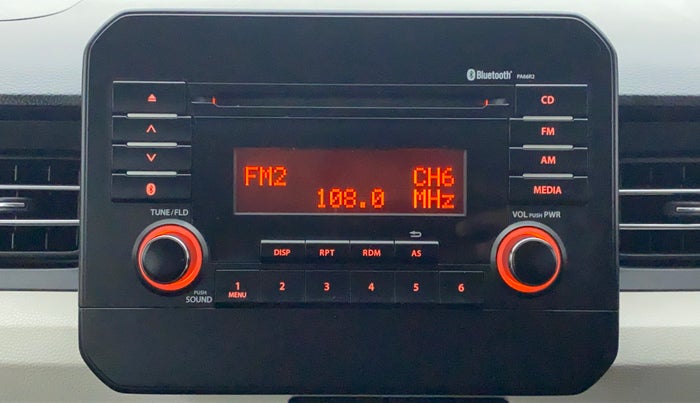 Bluetooth® PA66R2
CD
FM
AM
MEDIA
FM2 CH6
108.0 MHz
TUNE/FLD
VOL PUSH PWR
DISP RPT RDM AS
PUSH
SOUND
1 2 3 4 5 6
MENU